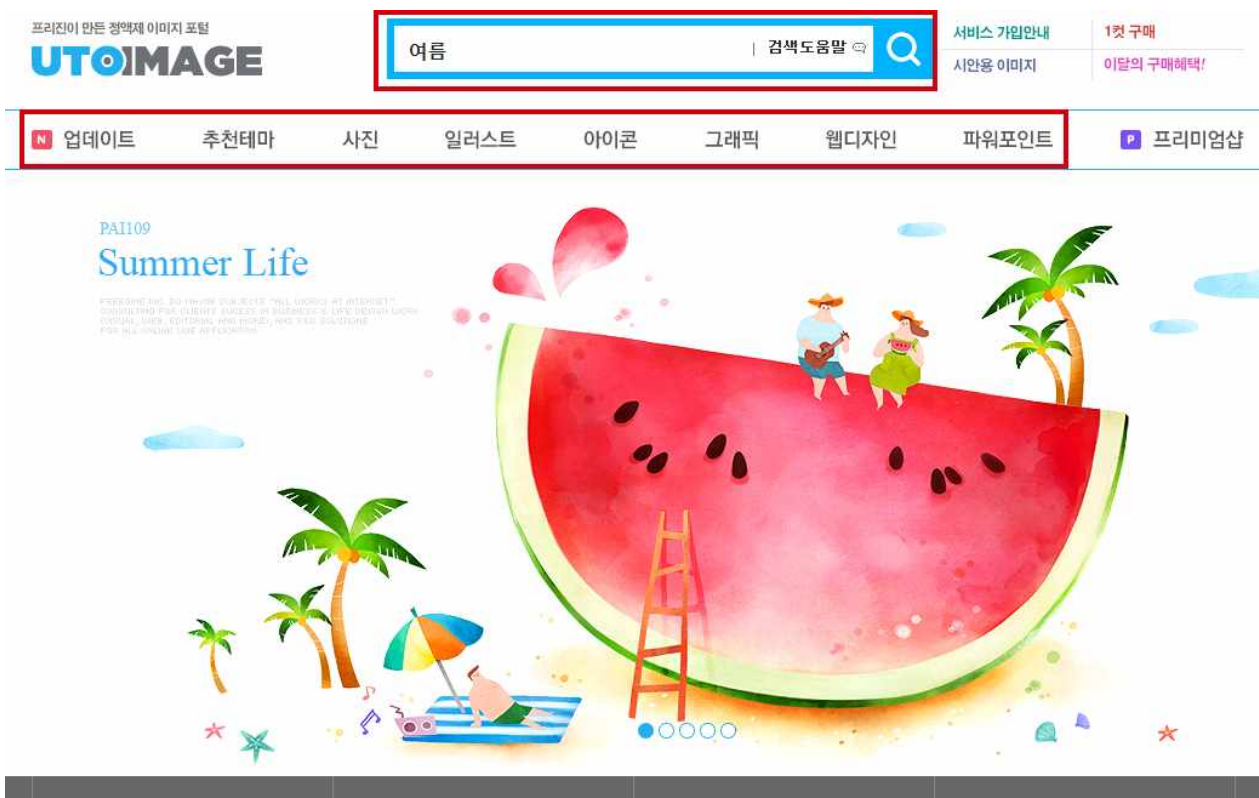 프리진이 만든 정액제 이미지 포털
UTOIMAGE
여름 | 검색도움말
서비스 가입안내 1컷 구매
시안용 이미지 이달의 구매혜택!
N 업데이트 추천테마 사진 일러스트 아이콘 그래픽 웹디자인 파워포인트 P 프리미엄샵
PAI109
Summer Life